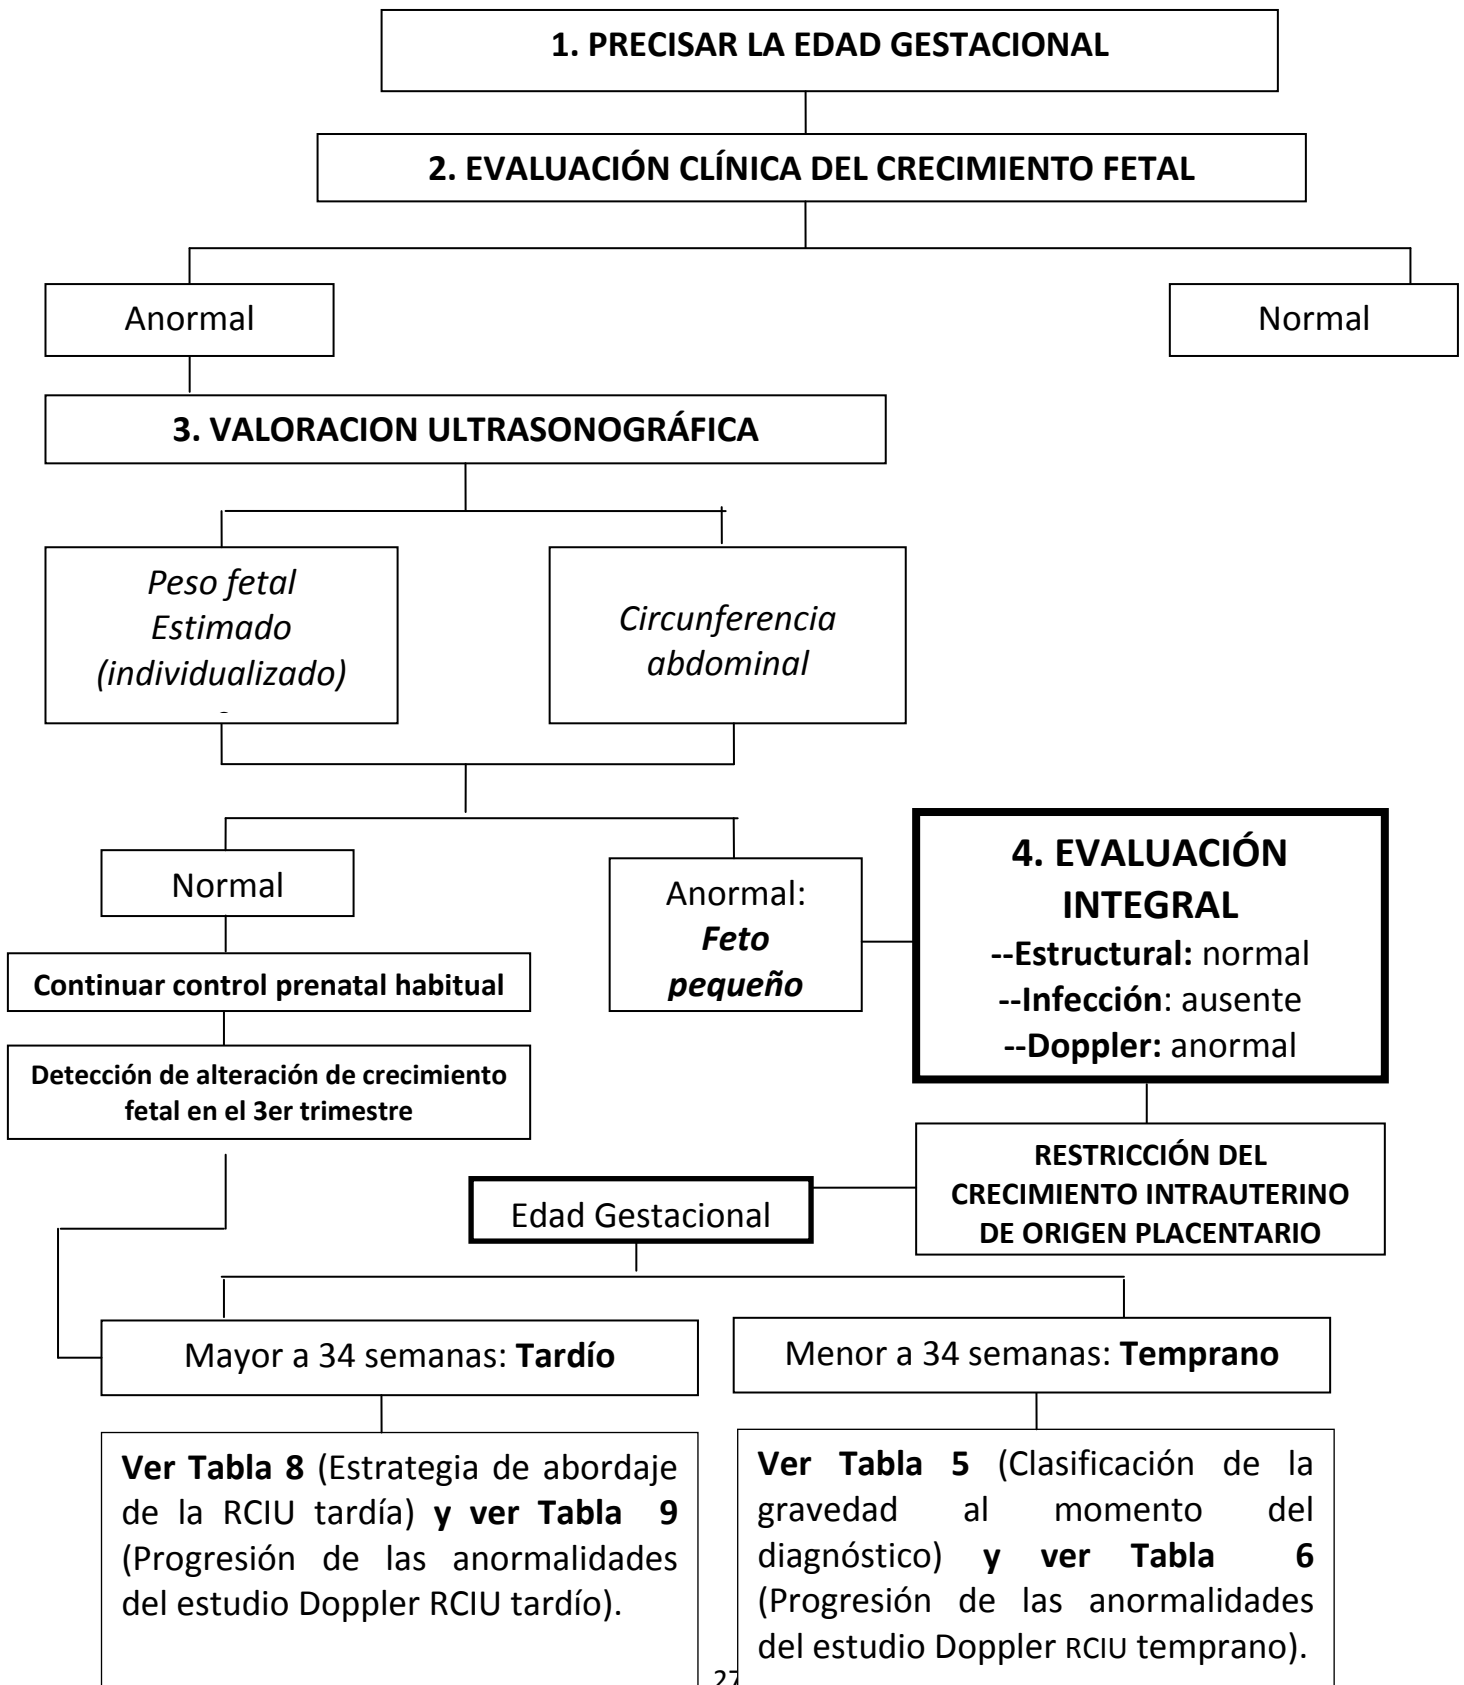 1. PRECISAR LA EDAD GESTACIONAL
2. EVALUACIÓN CLÍNICA DEL CRECIMIENTO FETAL
Anormal
Normal
3. VALORACION ULTRASONOGRÁFICA
Peso fetal
Estimado
(individualizado)
Circunferencia
abdominal
Normal
Anormal:
Feto
pequeño
4. EVALUACIÓN
INTEGRAL
--Estructural: normal
--Infección: ausente
--Doppler: anormal
Continuar control prenatal habitual
Detección de alteración de crecimiento
fetal en el 3er trimestre
RESTRICCIÓN DEL
CRECIMIENTO INTRAUTERINO
DE ORIGEN PLACENTARIO
Edad Gestacional
Mayor a 34 semanas: Tardío
Menor a 34 semanas: Temprano
Ver Tabla 8 (Estrategia de abordaje
de la RCIU tardía) y ver Tabla 9
(Progresión de las anormalidades
del estudio Doppler RCIU tardío).
Ver Tabla 5 (Clasificación de la
gravedad al momento del
diagnóstico) y ver Tabla 6
(Progresión de las anormalidades
del estudio Doppler RCIU temprano).
27